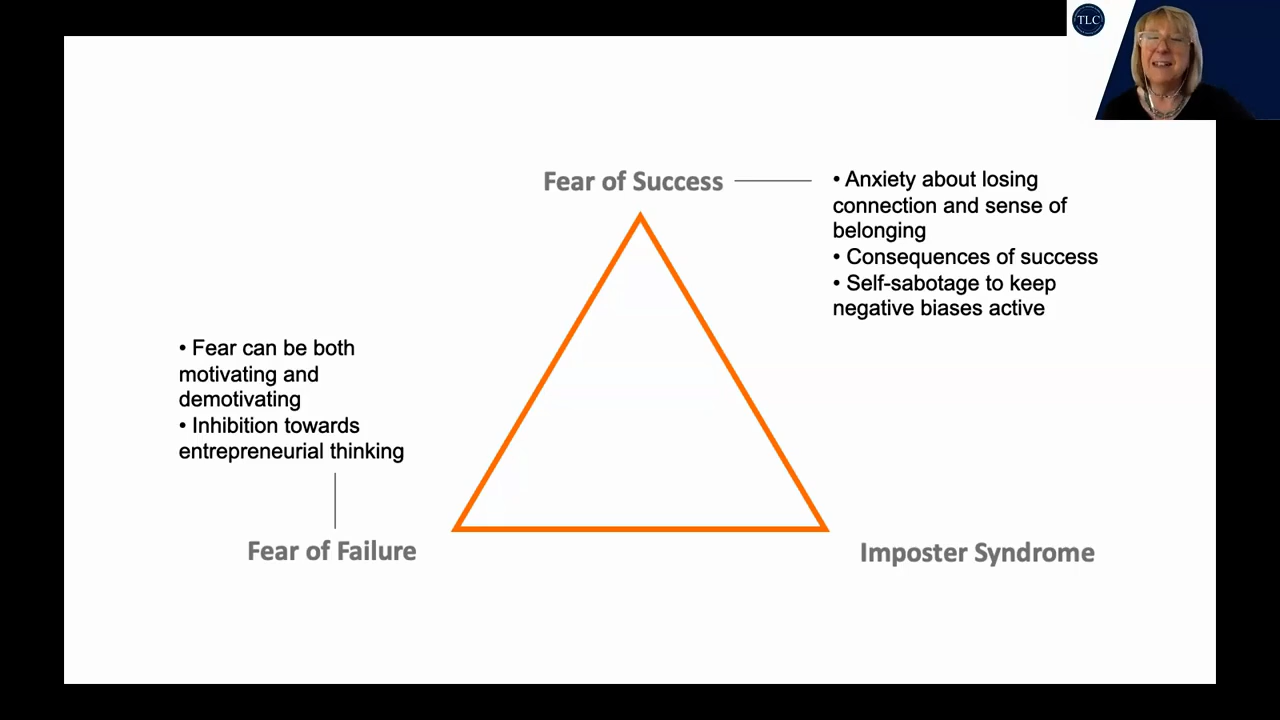 TLC
Fear of Success
• Anxiety about losing
connection and sense of
belonging
• Consequences of success
• Self-sabotage to keep
negative biases active
• Fear can be both
motivating and
demotivating
• Inhibition towards
entrepreneurial thinking
Fear of Failure
Imposter Syndrome